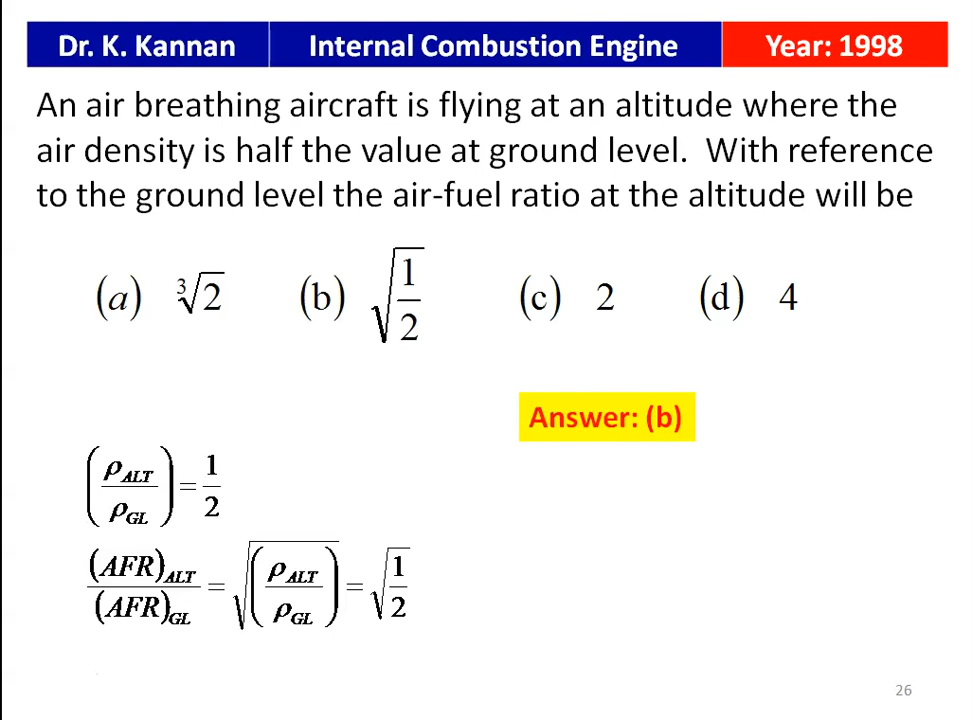 Dr. K. Kannan Internal Combustion Engine Year: 1998
An air breathing aircraft is flying at an altitude where the
air density is half the value at ground level. With reference
to the ground level the air-fuel ratio at the altitude will be
(a) ∛2 (b) √(1/2) (c) 2 (d) 4
Answer: (b)
(ρ_ALT/ρ_GL) = 1/2
(AFR)_ALT/(AFR)_GL = √(ρ_ALT/ρ_GL) = √(1/2)
26